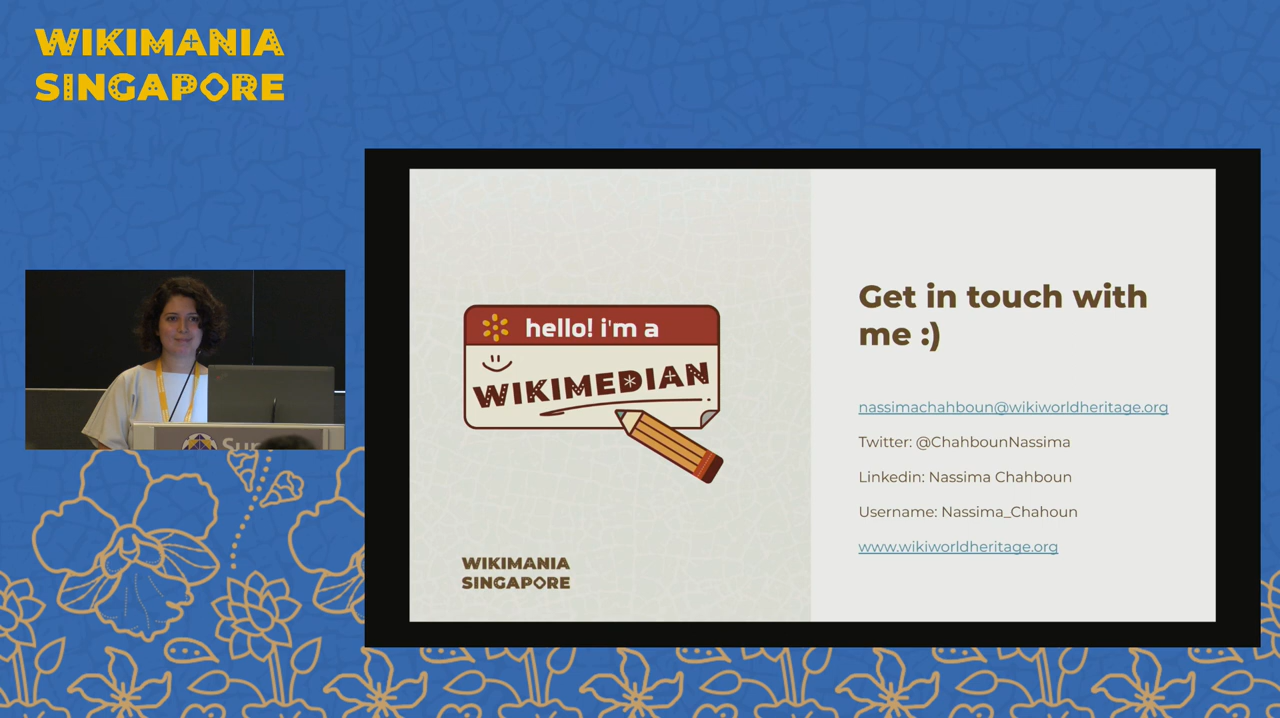 WIKIMANIA
SINGAPORE
hello! i'm a
WIKIMEDIAN
WIKIMANIA
SINGAPORE
Get in touch with
me :)
nassimachahboun@wikiworldheritage.org
Twitter: @ChahbounNassima
Linkedin: Nassima Chahboun
Username: Nassima_Chahoun
www.wikiworldheritage.org